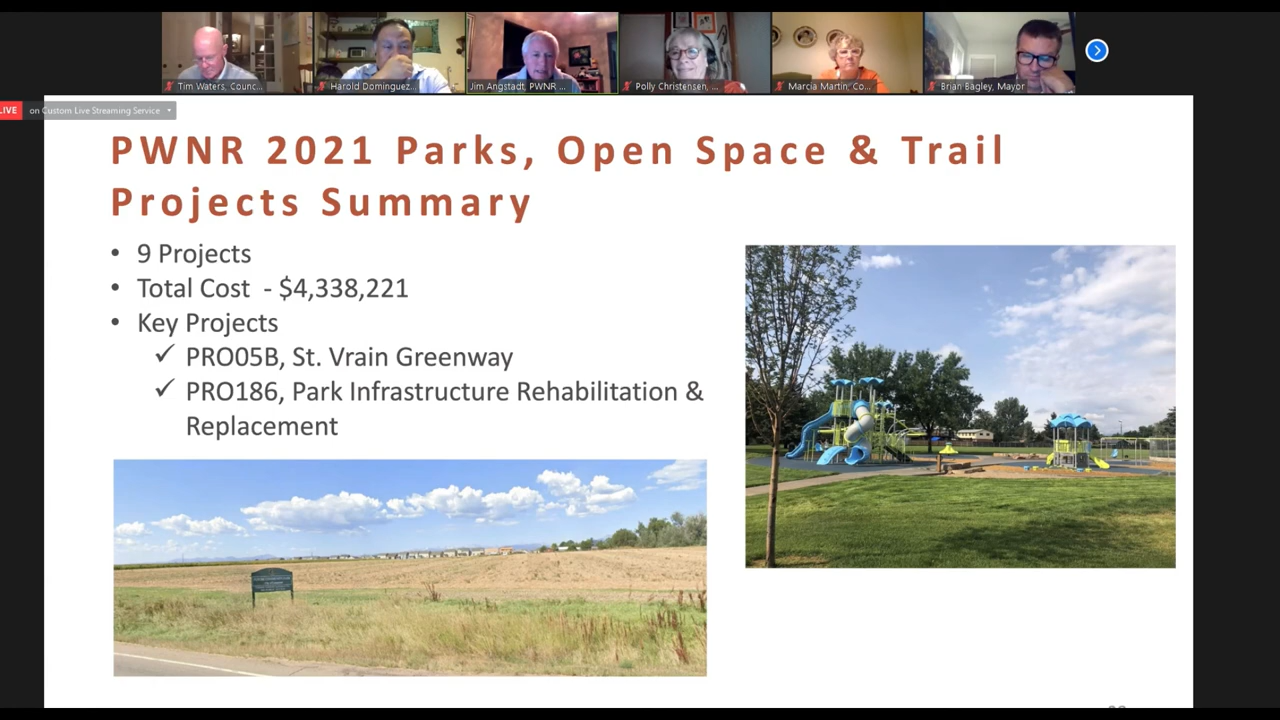 Tim Waters, Counc...
Harold Dominguez...
Jim Angstadt, PWNR ...
Polly Christensen, ...
Marcia Martin, Co...
Brian Bagley, Mayor
LIVE on Custom Live Streaming Service
PWNR 2021 Parks, Open Space & Trail
Projects Summary
• 9 Projects
• Total Cost - $4,338,221
• Key Projects
✓ PRO05B, St. Vrain Greenway
✓ PRO186, Park Infrastructure Rehabilitation &
Replacement